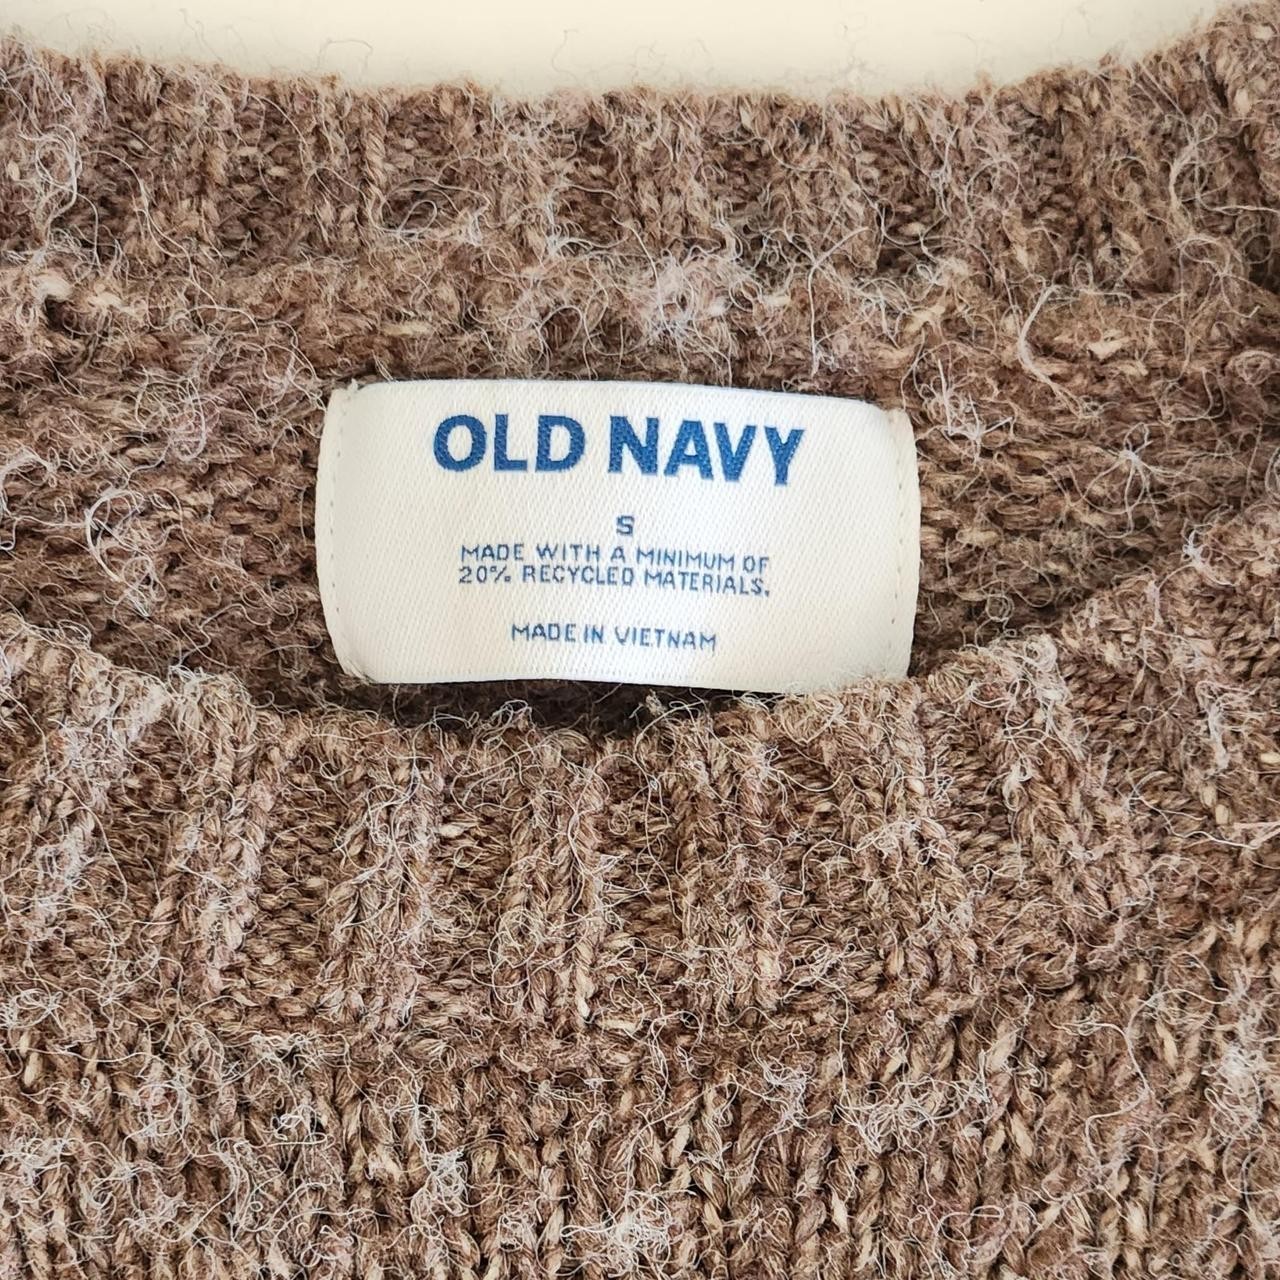 OLD NAVY
S
MADE WITH A MINIMUM OF
20% RECYCLED MATERIALS.
MADE IN VIETNAM